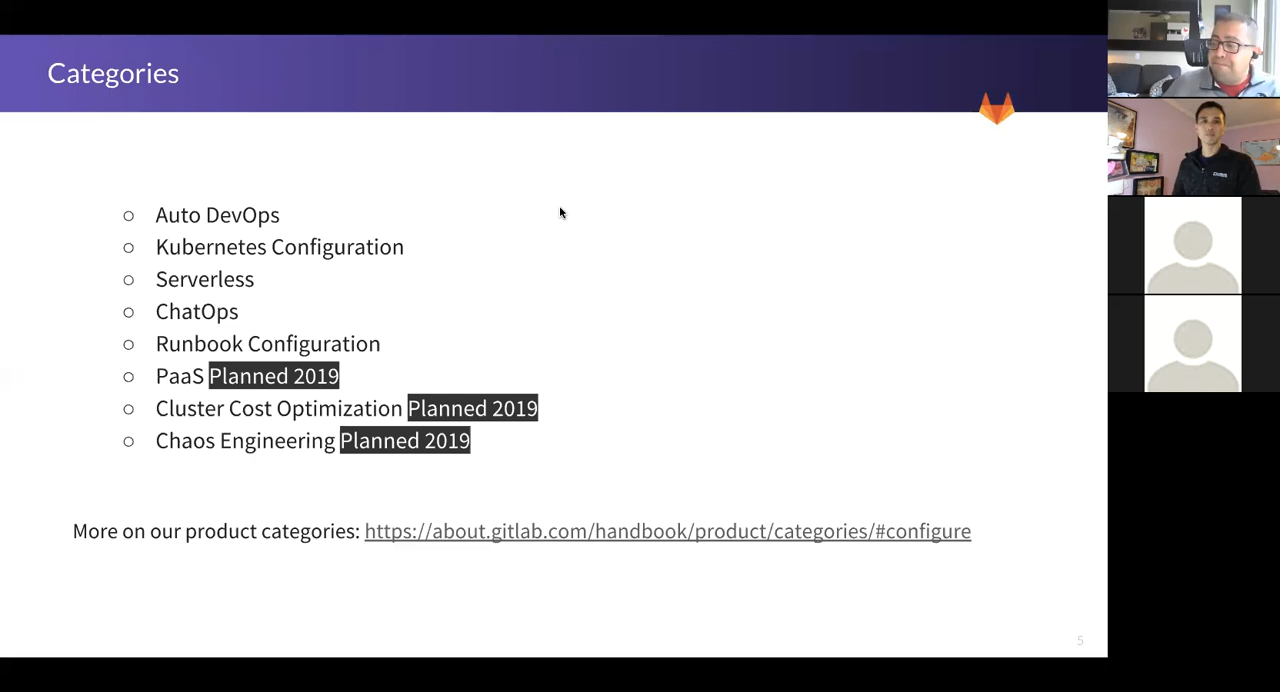 Categories
Auto DevOps
Kubernetes Configuration
Serverless
ChatOps
Runbook Configuration
PaaS Planned 2019
Cluster Cost Optimization Planned 2019
Chaos Engineering Planned 2019
More on our product categories: https://about.gitlab.com/handbook/product/categories/#configure
5